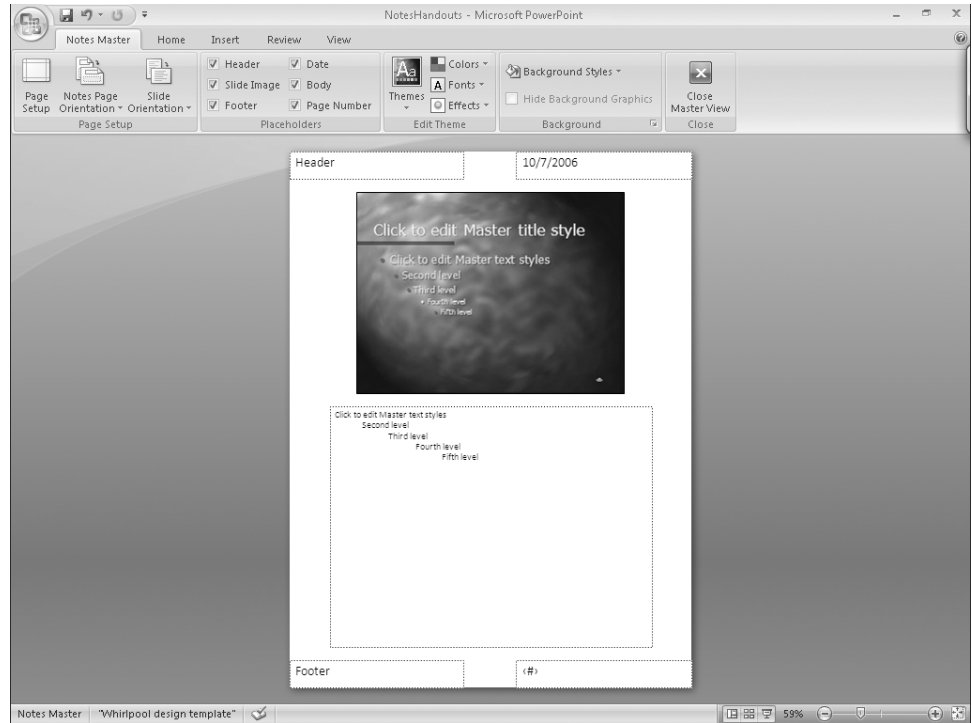 NotesHandouts - Microsoft PowerPoint
Notes Master Home Insert Review View
Header Date
Slide Image Body
Footer Page Number
Page Setup
Notes Page Orientation
Slide Orientation
Themes
Aa
Colors
A Fonts
Effects
Background Styles
Hide Background Graphics
Close Master View
Page Setup Placeholders Edit Theme Background Close
Header 10/7/2006
Click to edit Master title style
Click to edit Master text styles
Second level
Third level
Fourth level
Fifth level
Click to edit Master text styles
Second level
Third level
Fourth level
Fifth level
Footer ‹#›
Notes Master "Whirlpool design template" 59%